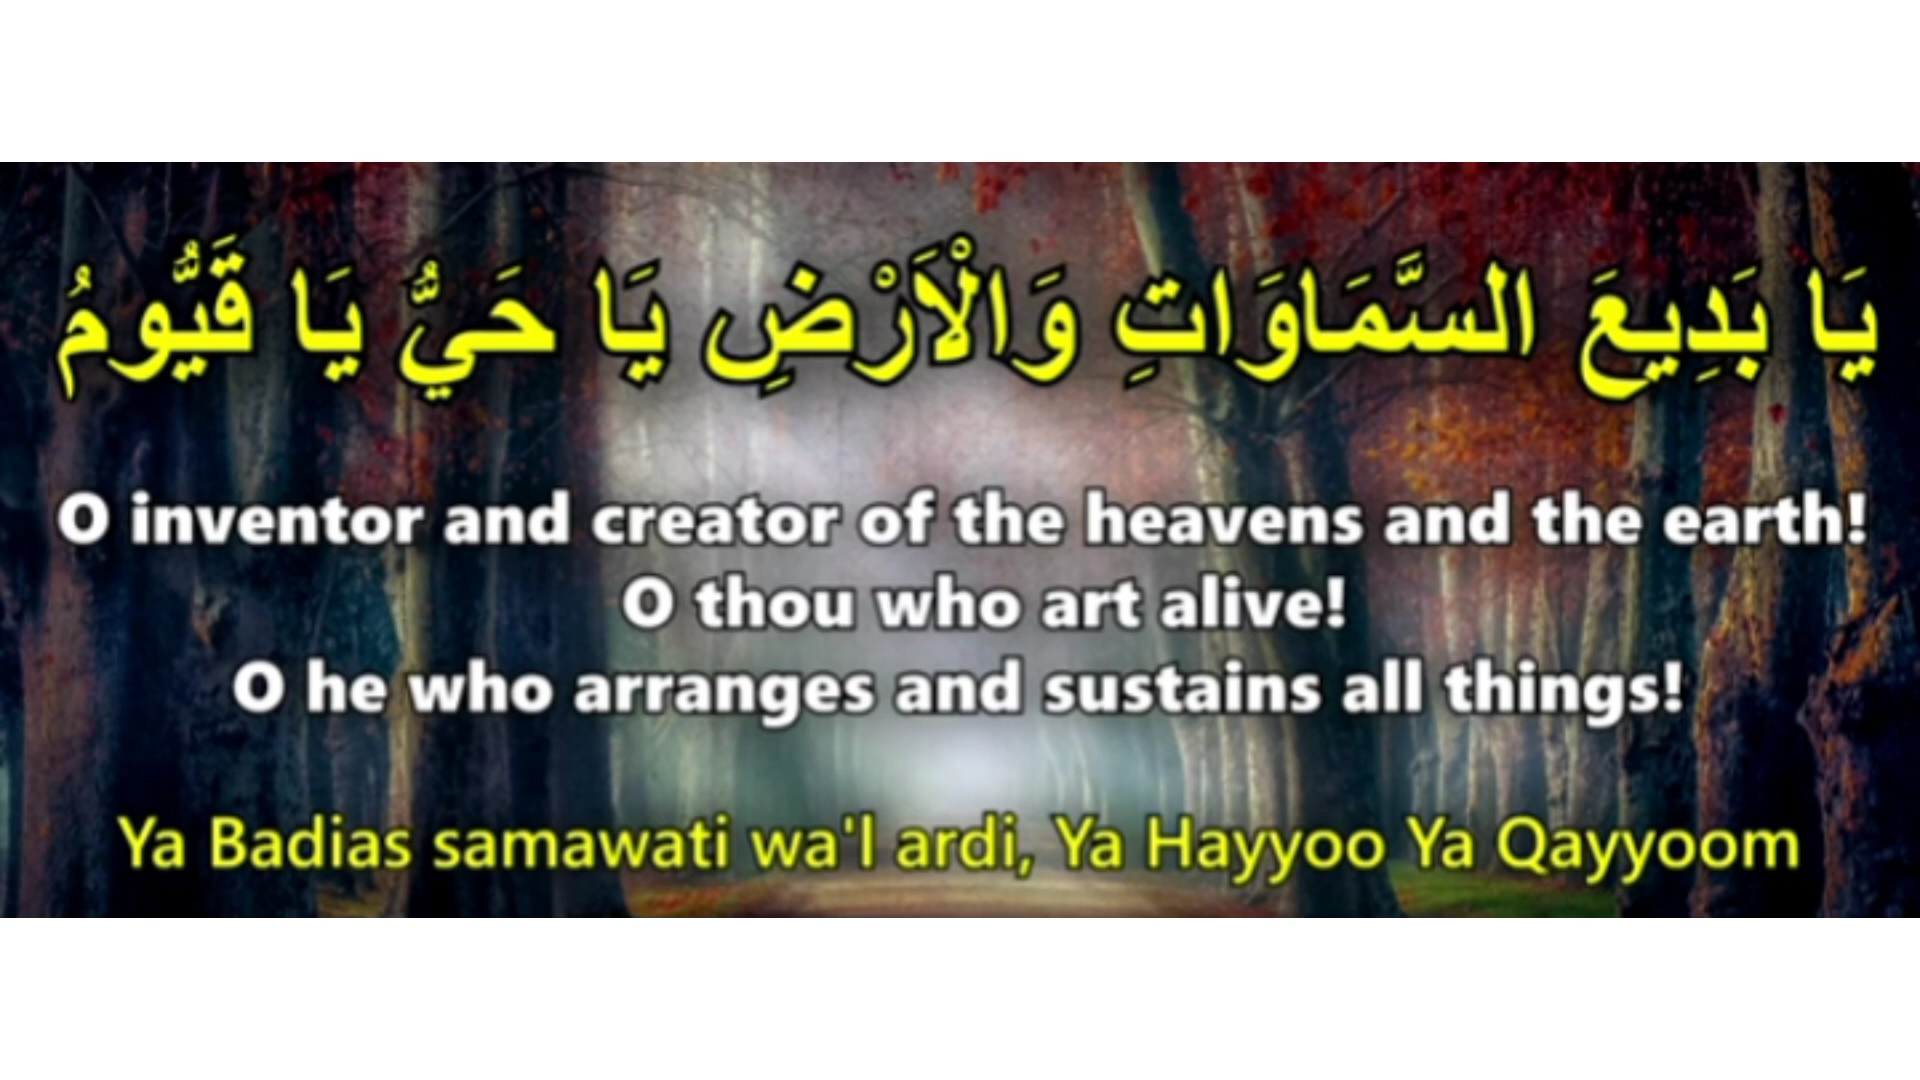 يَا بَدِيعَ السَّمَاوَاتِ وَالْاَرْضِ يَا حَيُّ يَا قَيُّومُ
O inventor and creator of the heavens and the earth!
O thou who art alive!
O he who arranges and sustains all things!
Ya Badias samawati wa'l ardi, Ya Hayyoo Ya Qayyoom